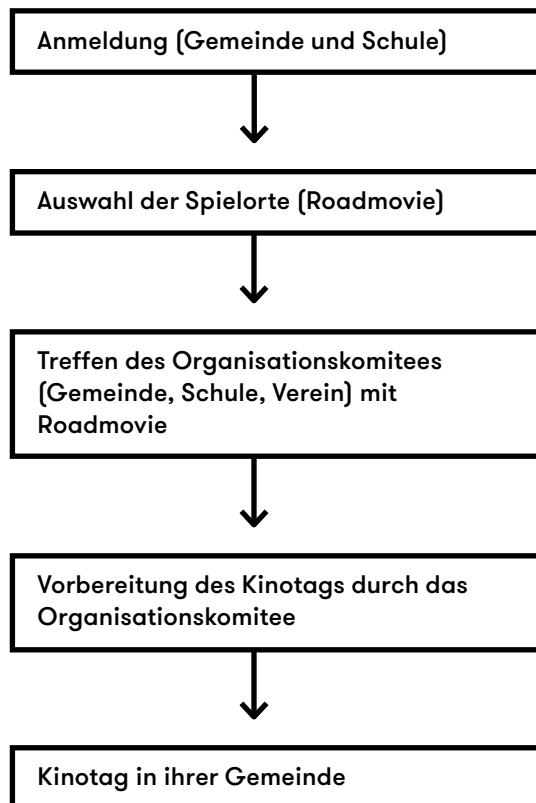 Anmeldung (Gemeinde und Schule)
Auswahl der Spielorte (Roadmovie)
Treffen des Organisationskomitees
(Gemeinde, Schule, Verein) mit
Roadmovie
Vorbereitung des Kinotags durch das
Organisationskomitee
Kinotag in ihrer Gemeinde